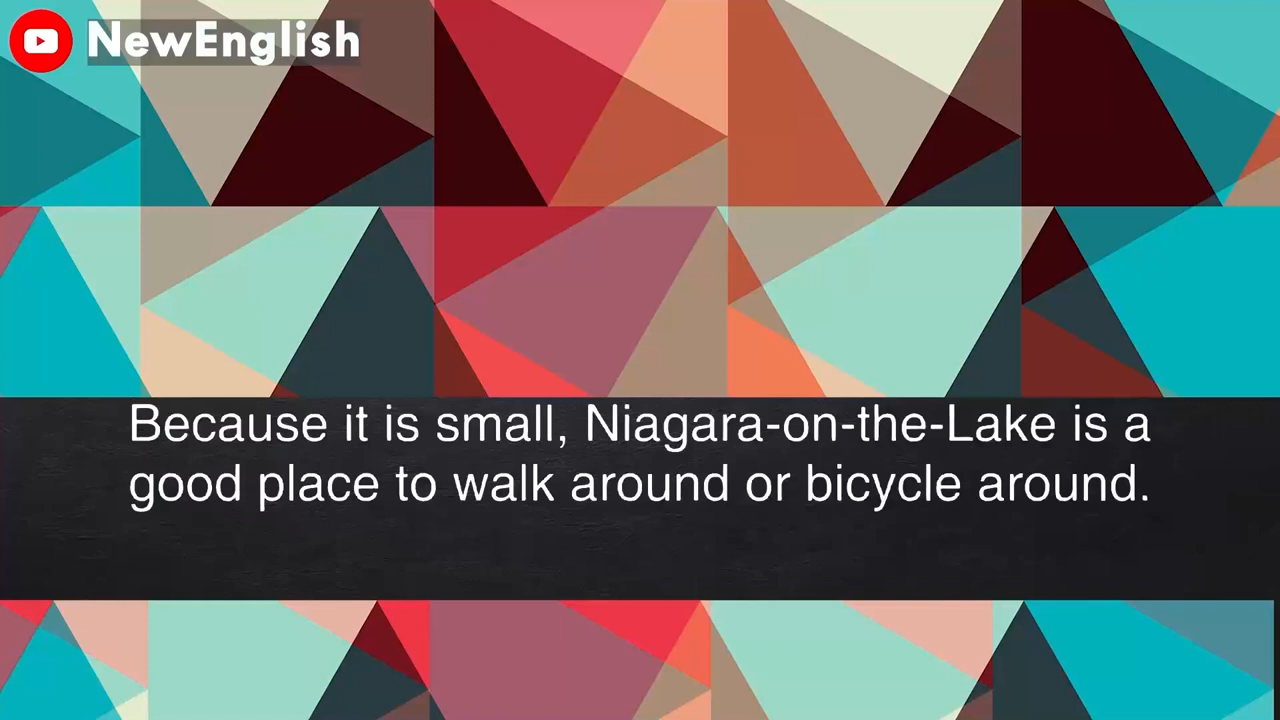 NewEnglish
Because it is small, Niagara-on-the-Lake is a
good place to walk around or bicycle around.